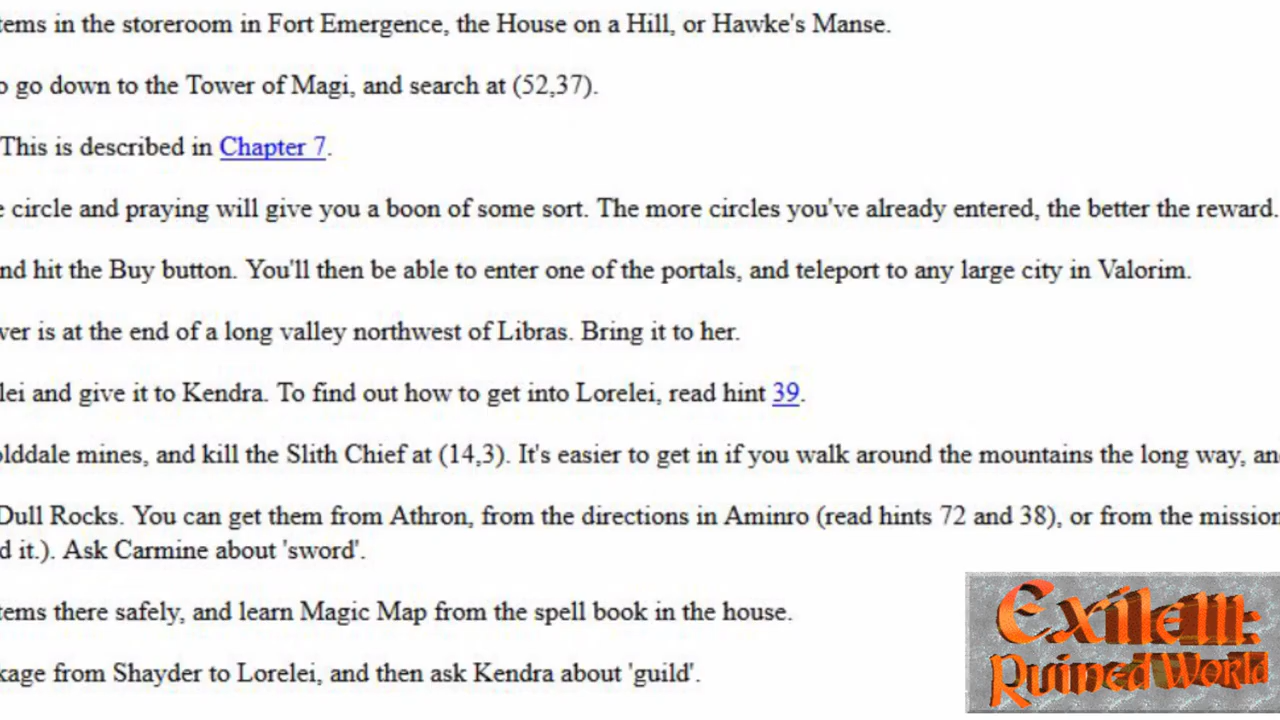 tems in the storeroom in Fort Emergence, the House on a Hill, or Hawke's Manse.
o go down to the Tower of Magi, and search at (52,37).
This is described in Chapter 7.
e circle and praying will give you a boon of some sort. The more circles you've already entered, the better the reward.
nd hit the Buy button. You'll then be able to enter one of the portals, and teleport to any large city in Valorim.
ver is at the end of a long valley northwest of Libras. Bring it to her.
lei and give it to Kendra. To find out how to get into Lorelei, read hint 39.
olddale mines, and kill the Slith Chief at (14,3). It's easier to get in if you walk around the mountains the long way, an
Dull Rocks. You can get them from Athron, from the directions in Aminro (read hints 72 and 38), or from the mission
d it.). Ask Carmine about 'sword'.
tems there safely, and learn Magic Map from the spell book in the house.
kage from Shayder to Lorelei, and then ask Kendra about 'guild'.
Exile III:
Ruined World